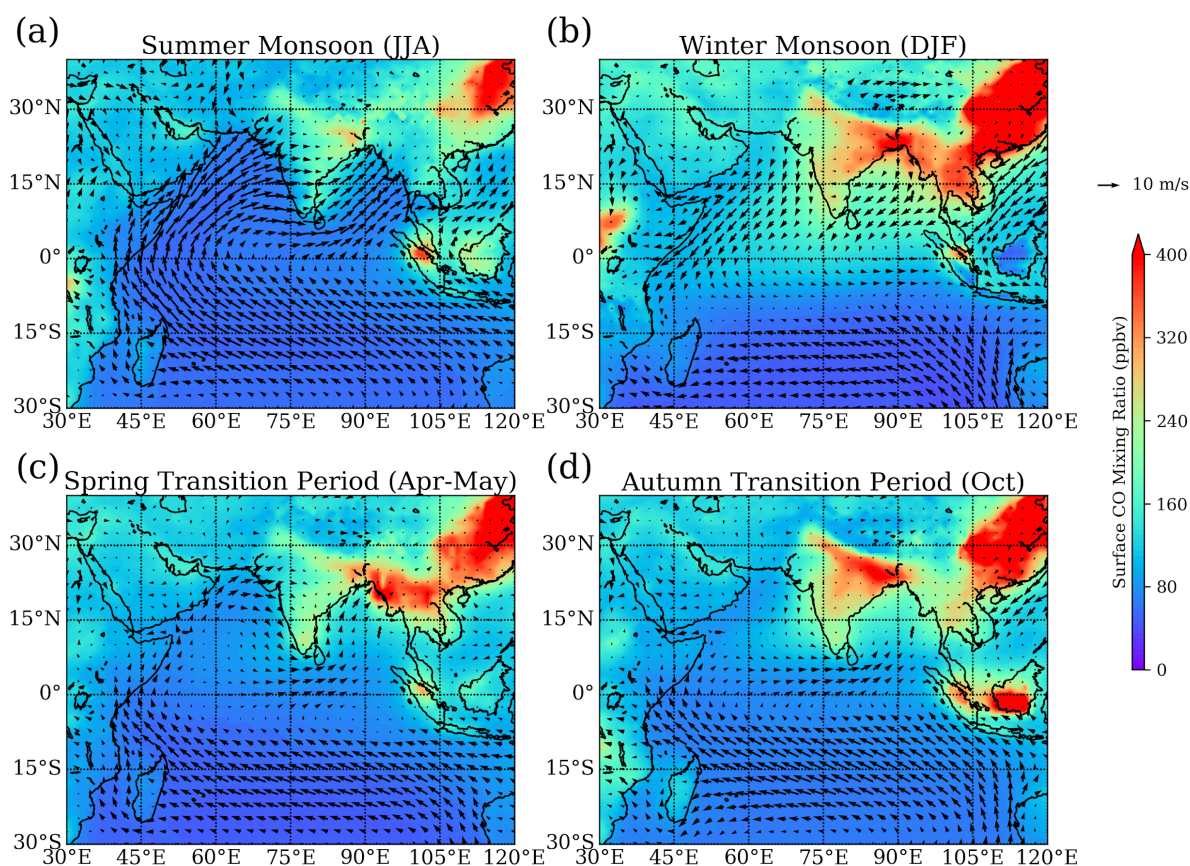 (a)
Summer Monsoon (JJA)
30°N
15°N
0°
15°S
30°S
30°E 45°E 60°E 75°E 90°E 105°E 120°E
(b)
Winter Monsoon (DJF)
30°N
15°N
0°
15°S
30°S
30°E 45°E 60°E 75°E 90°E 105°E 120°E
(c)
Spring Transition Period (Apr-May)
30°N
15°N
0°
15°S
30°S
30°E 45°E 60°E 75°E 90°E 105°E 120°E
(d)
Autumn Transition Period (Oct)
30°N
15°N
0°
15°S
30°S
30°E 45°E 60°E 75°E 90°E 105°E 120°E
10 m/s
400
320
240
160
80
0
Surface CO Mixing Ratio (ppbv)